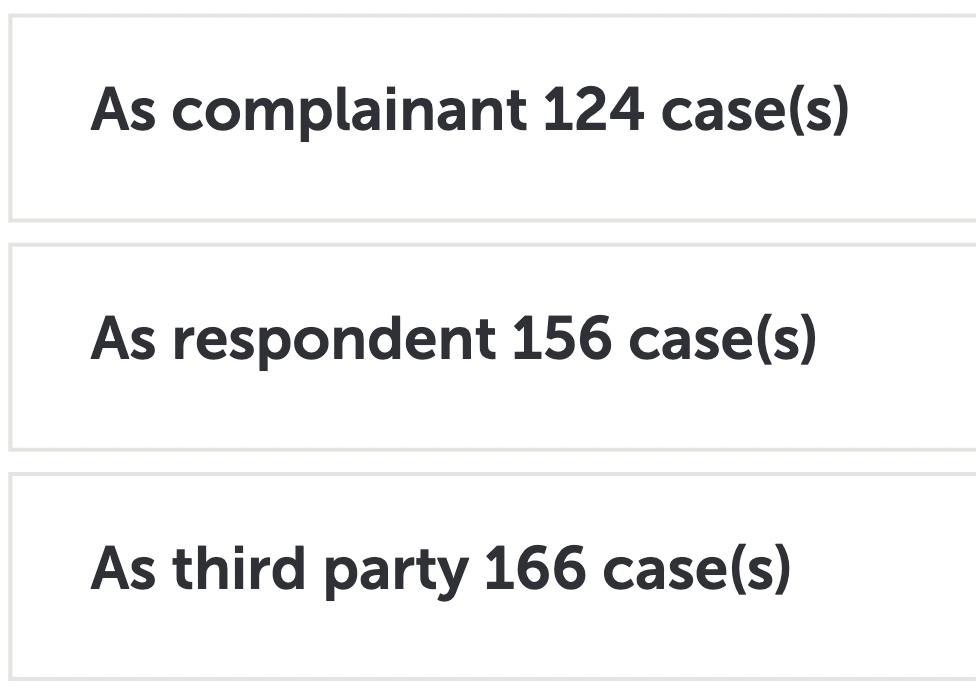 As complainant 124 case(s)
As respondent 156 case(s)
As third party 166 case(s)